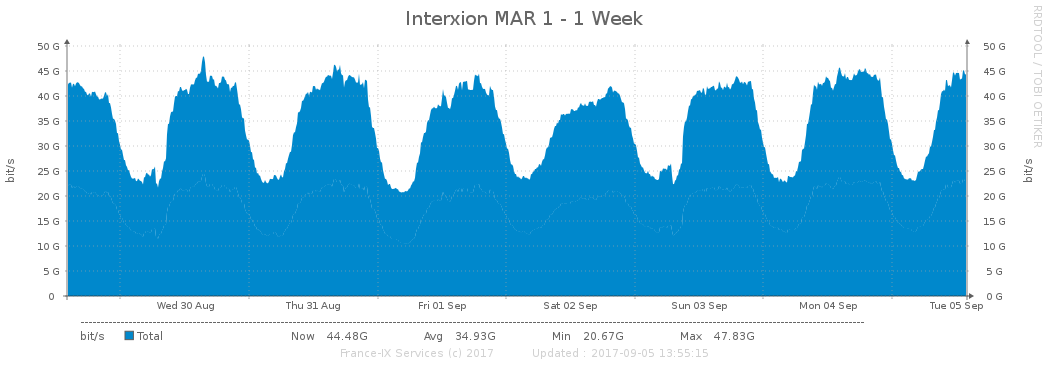 Interxion MAR 1 - 1 Week
RRDTOOL / TOBI OETIKER
bit/s
50 G
45 G
40 G
35 G
30 G
25 G
20 G
15 G
10 G
5 G
0
50 G
45 G
40 G
35 G
30 G
25 G
20 G
15 G
10 G
5 G
0 G
bit/s
Wed 30 Aug Thu 31 Aug Fri 01 Sep Sat 02 Sep Sun 03 Sep Mon 04 Sep Tue 05 Sep
bit/s Total Now 44.48G Avg 34.93G Min 20.67G Max 47.83G
France-IX Services (c) 2017 Updated : 2017-09-05 13:55:15